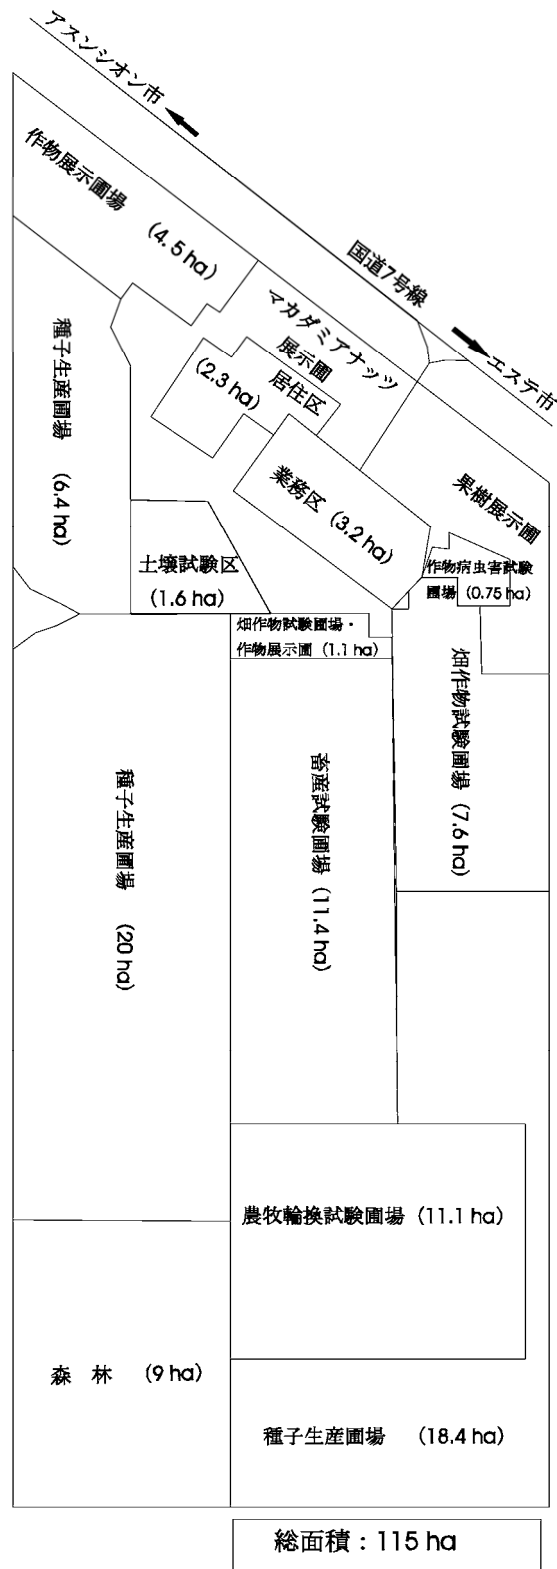 アスンシオン市
作物展示圃場 (4.5 ha)
国道7号線
エステ市
マカダミアナッツ
展示圃
居住区
(2.3 ha)
種子生産圃場 (6.4 ha)
業務区 (3.2 ha)
果樹展示圃
作物病虫害試験
圃場 (0.75 ha)
土壌試験区
(1.6 ha)
畑作物試験圃場・
作物展示圃 (1.1 ha)
畑作物試験圃場 (7.6 ha)
種子生産圃場 (20 ha)
畜産試験圃場 (11.4 ha)
農牧輪換試験圃場 (11.1 ha)
森 林 (9 ha)
種子生産圃場 (18.4 ha)
総面積：115 ha